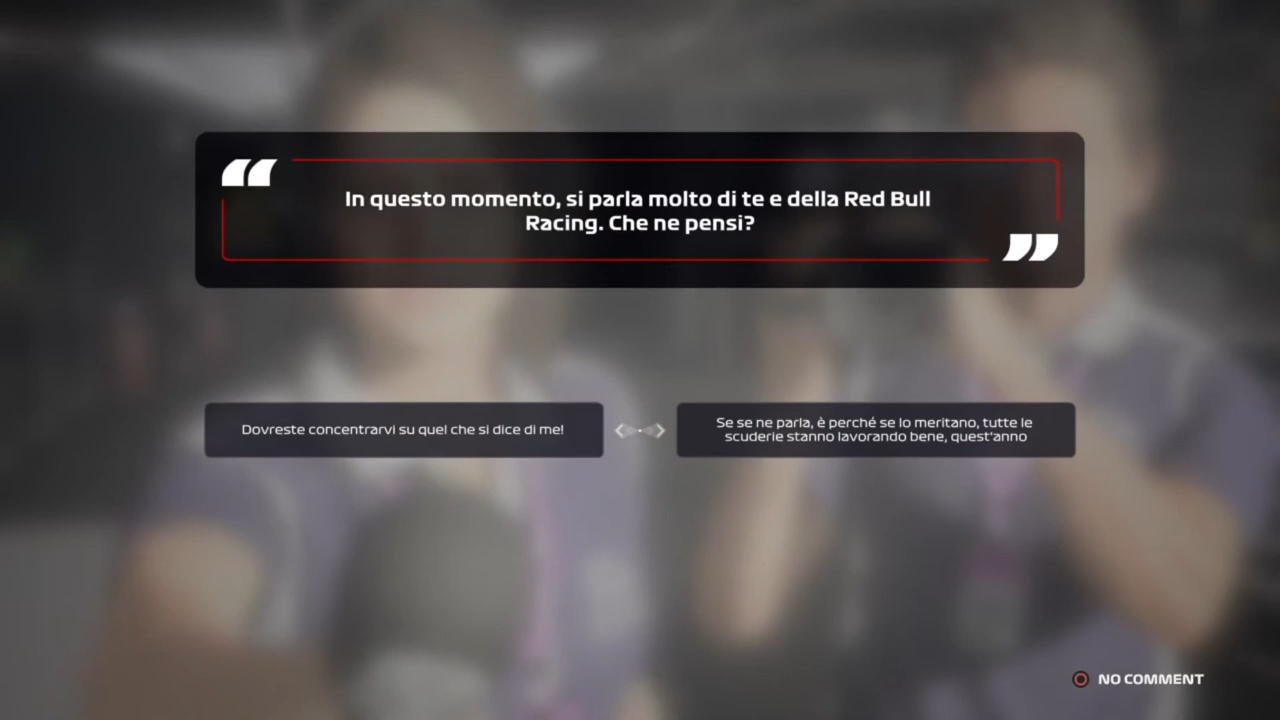 In questo momento, si parla molto di te e della Red Bull
Racing. Che ne pensi?
Dovreste concentrarvi su quel che si dice di me!
Se se ne parla, è perché se lo meritano, tutte le
scuderie stanno lavorando bene, quest'anno
NO COMMENT